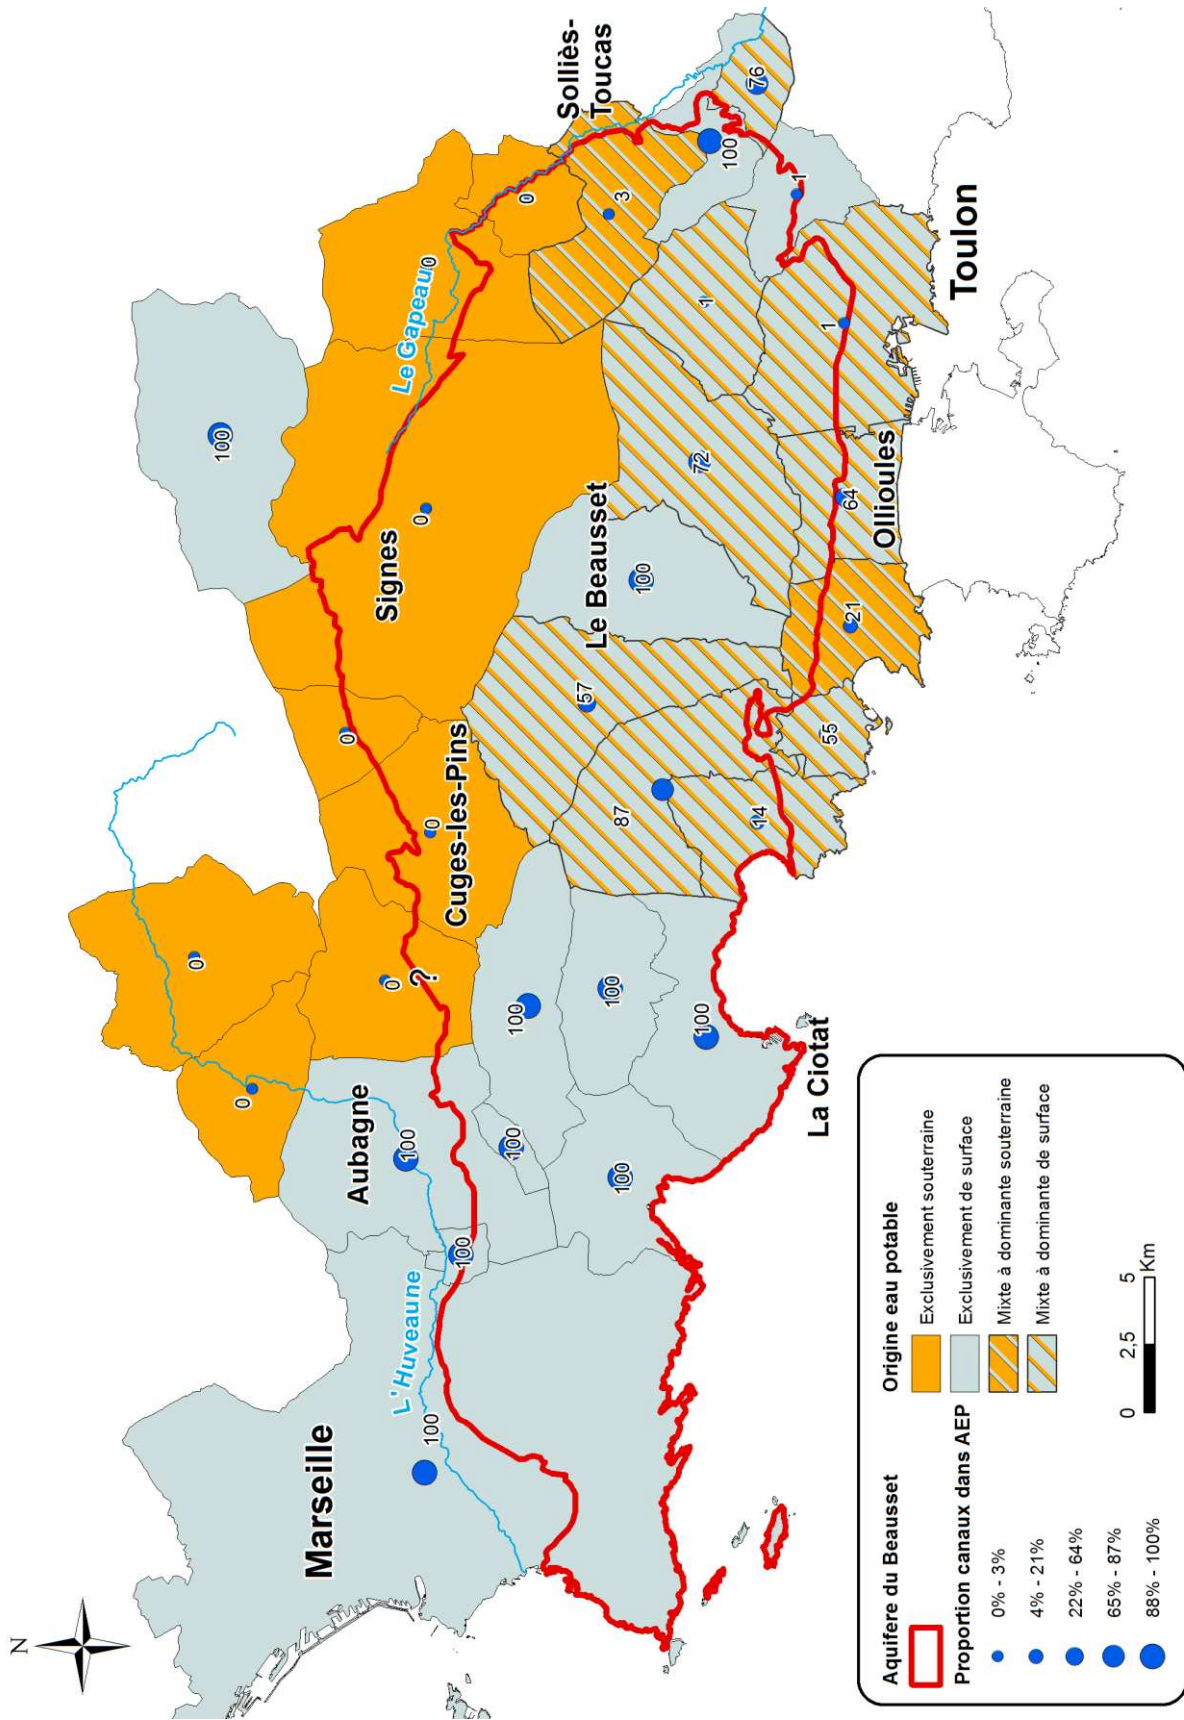 N
Marseille
L'Huveaune
100
100
Aubagne
100
0
0
0
?
100
100
100
100
100
La Ciotat
Cuges-les-Pins
0
0
Signes
0
100
Le Gapeau
0
0
Solliès-
Toucas
3
100
76
1
1
1
Toulon
72
Le Beausset
100
64
Ollioules
21
57
87
14
55
Aquifere du Beausset
Proportion canaux dans AEP
0% - 3%
4% - 21%
22% - 64%
65% - 87%
88% - 100%
Origine eau potable
Exclusivement souterraine
Exclusivement de surface
Mixte à dominante souterraine
Mixte à dominante de surface
0 2,5 5
Km